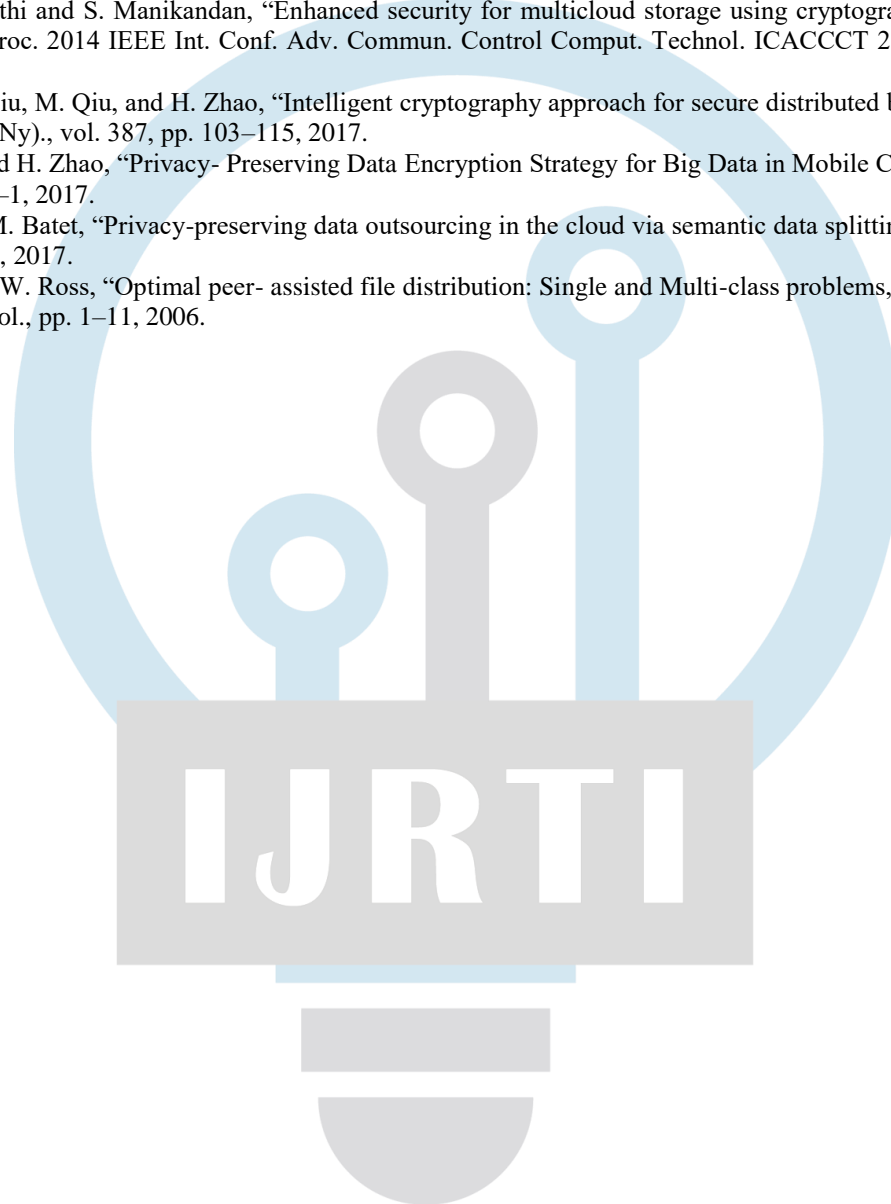 thi and S. Manikandan, “Enhanced security for multicloud storage using cryptogra
roc. 2014 IEEE Int. Conf. Adv. Commun. Control Comput. Technol. ICACCCT 2
iu, M. Qiu, and H. Zhao, “Intelligent cryptography approach for secure distributed b
Ny)., vol. 387, pp. 103–115, 2017.
d H. Zhao, “Privacy- Preserving Data Encryption Strategy for Big Data in Mobile C
–1, 2017.
M. Batet, “Privacy-preserving data outsourcing in the cloud via semantic data splittin
, 2017.
W. Ross, “Optimal peer- assisted file distribution: Single and Multi-class problems,
ol., pp. 1–11, 2006.
IJRTI